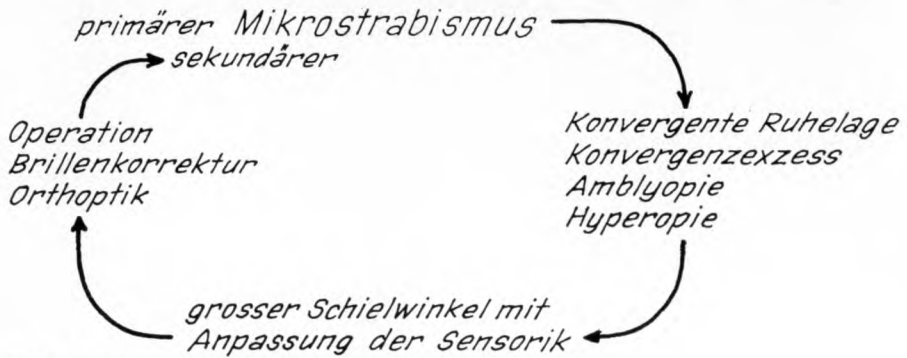 primärer Mikrostrabismus
sekundärer
Konvergente Ruhelage
Konvergenzexzess
Amblyopie
Hyperopie
grosser Schielwinkel mit
Anpassung der Sensorik
Operation
Brillenkorrektur
Orthoptik